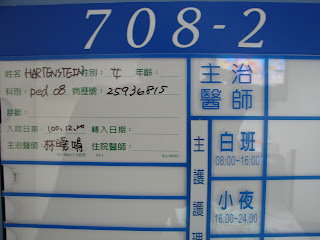 708-2
姓名: HARTENSTEIN 性別: 女 年齡:
科別: ped 08 病歷號: 25936815
診斷:
入院日期: 100.12.20 轉入日期:
主治醫師: 林 晴 住院醫師:
主治醫師
主護護理
白班
08:00~16:00
小夜
16:00-24:00